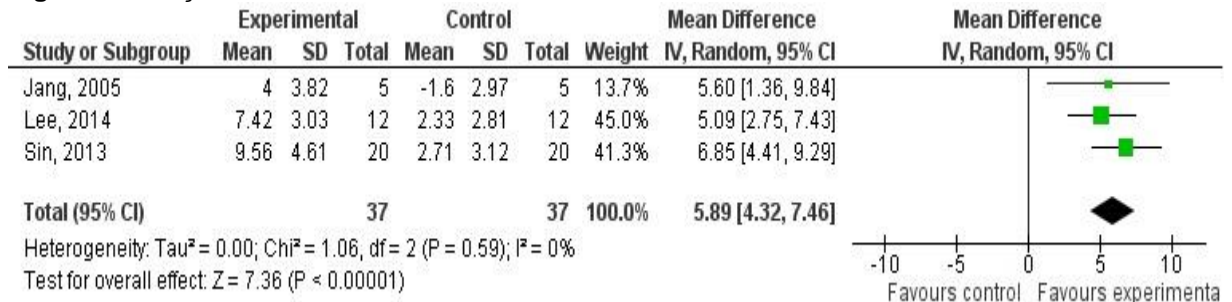 Experimental Control Mean Difference Mean Difference
Study or Subgroup Mean SD Total Mean SD Total Weight IV, Random, 95% CI IV, Random, 95% CI
Jang, 2005 4 3.82 5 -1.6 2.97 5 13.7% 5.60 [1.36, 9.84]
Lee, 2014 7.42 3.03 12 2.33 2.81 12 45.0% 5.09 [2.75, 7.43]
Sin, 2013 9.56 4.61 20 2.71 3.12 20 41.3% 6.85 [4.41, 9.29]
Total (95% CI) 37 37 100.0% 5.89 [4.32, 7.46]
Heterogeneity: Tau² = 0.00; Chi² = 1.06, df = 2 (P = 0.59); I² = 0%
Test for overall effect: Z = 7.36 (P < 0.00001)
-10 -5 0 5 10
Favours control Favours experimenta